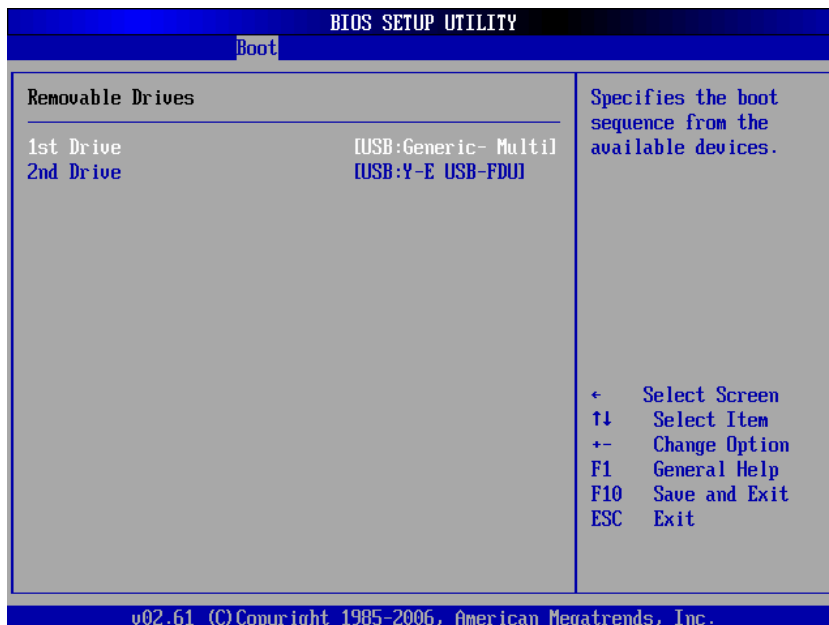 BIOS SETUP UTILITY
Boot
Removable Drives
1st Drive [USB:Generic- Multi]
2nd Drive [USB:Y-E USB-FDU]
Specifies the boot
sequence from the
available devices.
← Select Screen
↑↓ Select Item
+- Change Option
F1 General Help
F10 Save and Exit
ESC Exit
v02.61 (C)Copyright 1985-2006, American Megatrends, Inc.